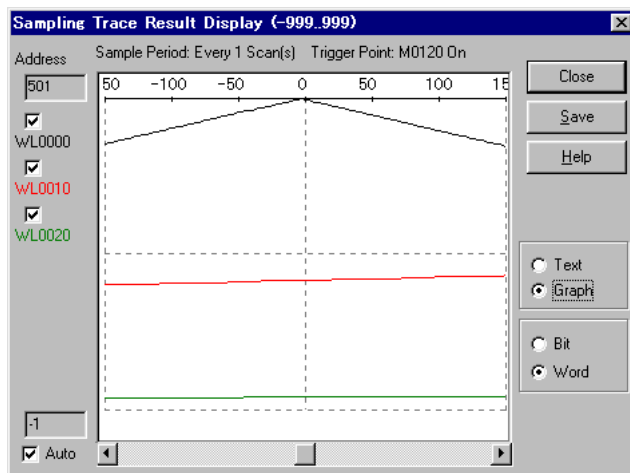 Sampling Trace Result Display (-999..999)
Address
Sample Period: Every 1 Scan(s) Trigger Point: M0120 On
501
50 -100 -50 0 50 100 15
WL0000
WL0010
WL0020
-1
Auto
Close
Save
Help
Text
Graph
Bit
Word